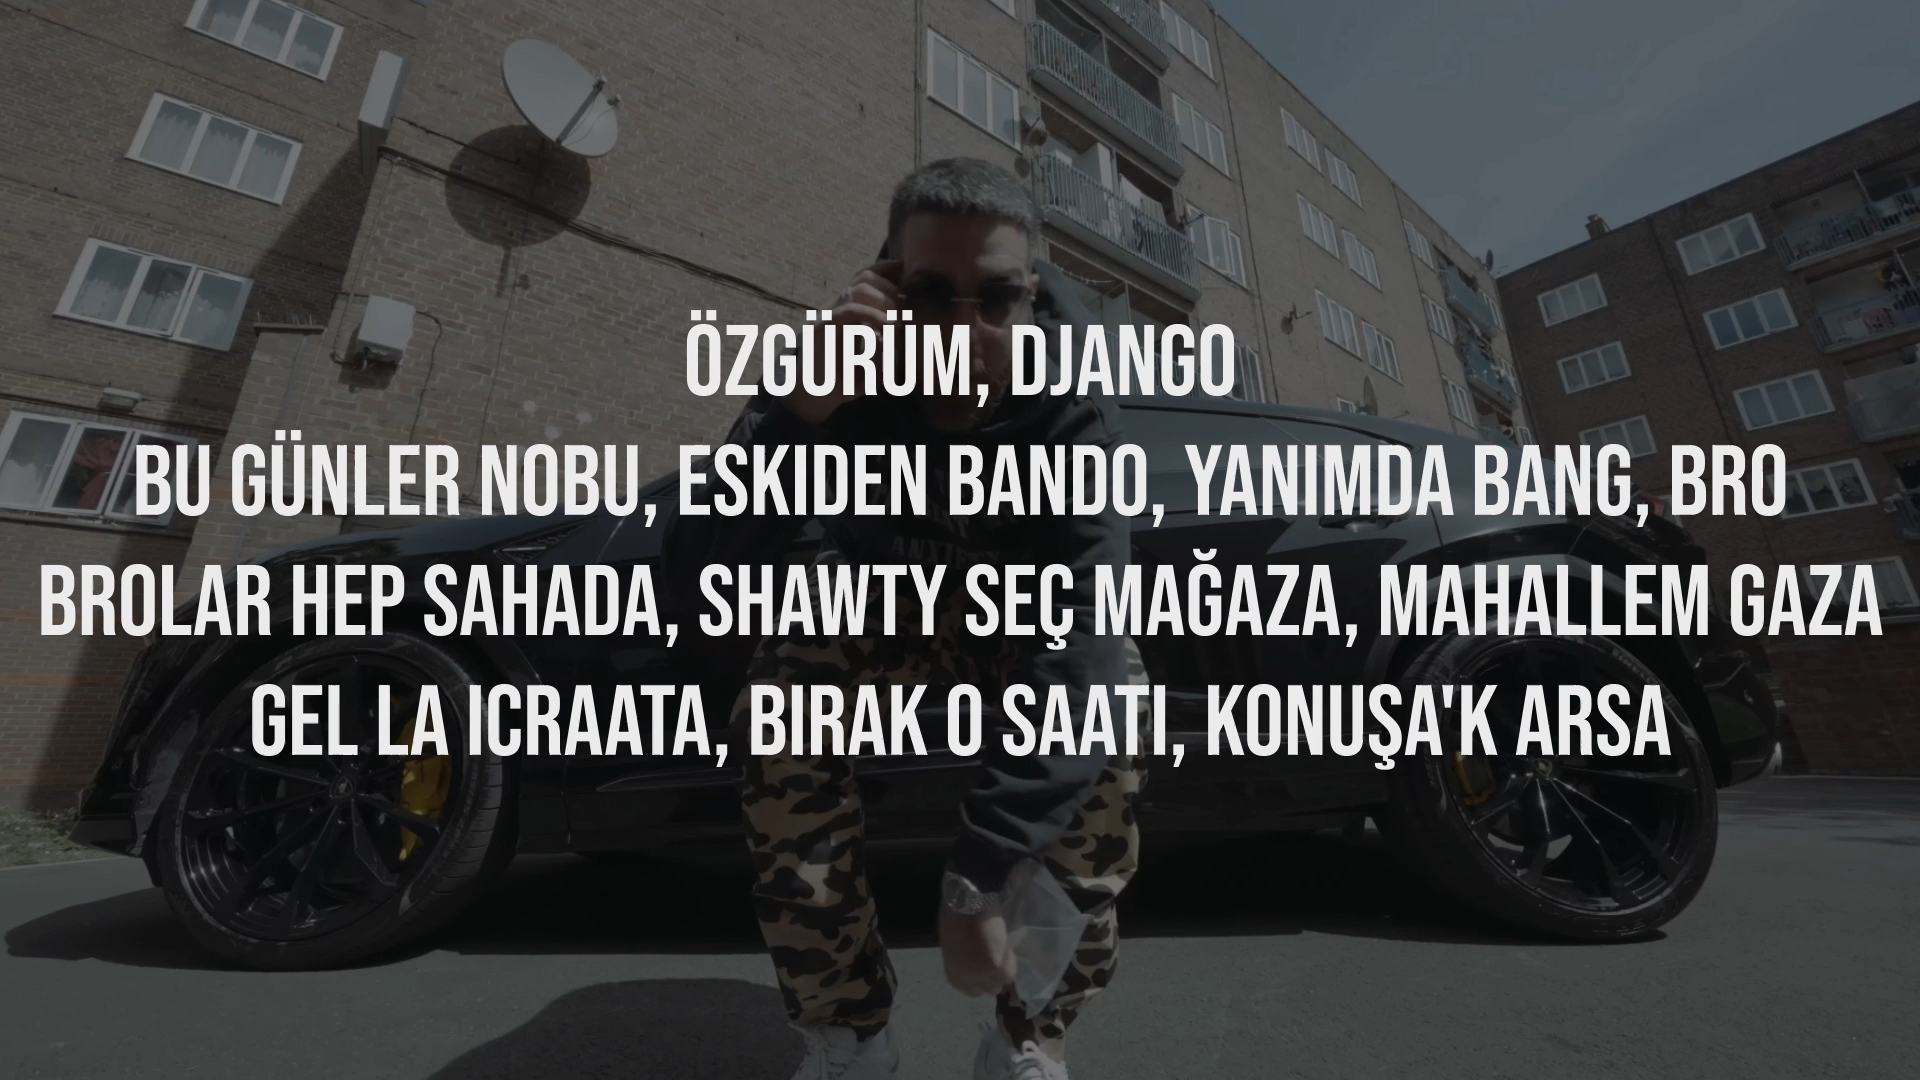 ÖZGÜRÜM, DJANGO
BU GÜNLER NOBU, ESKIDEN BANDO, YANIMDA BANG, BRO
BROLAR HEP SAHADA, SHAWTY SEÇ MAĞAZA, MAHALLEM GAZA
GEL LA ICRAATA, BIRAK O SAATI, KONUŞA'K ARSA